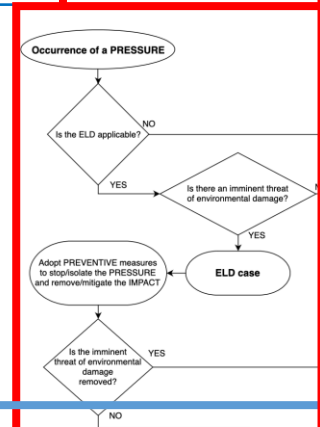 Occurrence of a PRESSURE
NO
Is the ELD applicable?
YES
Is there an imminent threat
of environmental damage?
YES
Adopt PREVENTIVE measures
to stop/isolate the PRESSURE
and remove/mitigate the IMPACT
ELD case
Is the imminent
threat of environmental
damage
removed?
YES
NO